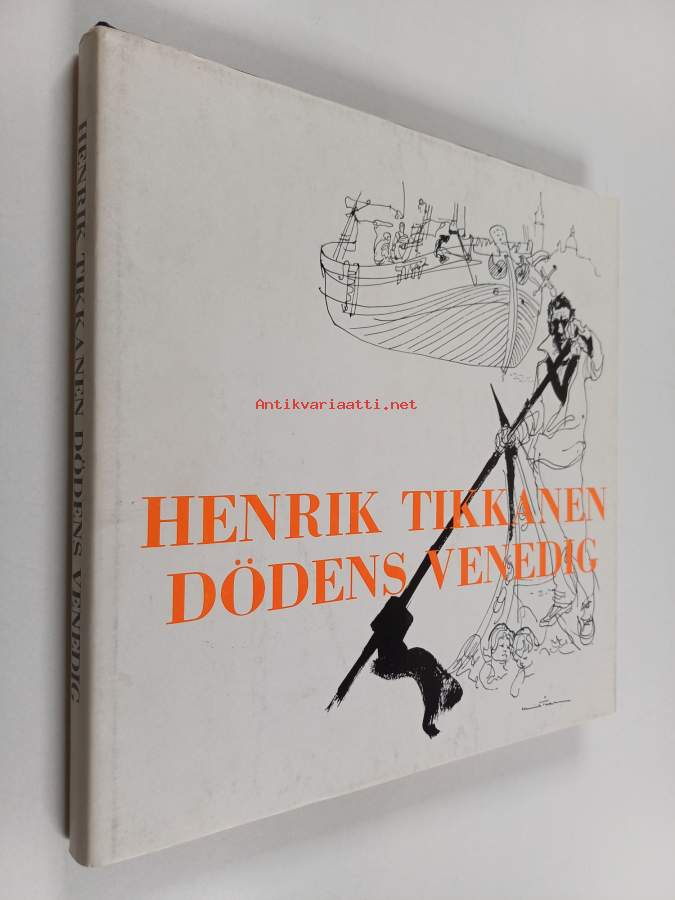 HENRIK TIKKANEN DÖDENS VENEDIG
Antikvariaatti.net
HENRIK TIKKANEN
DÖDENS VENEDIG